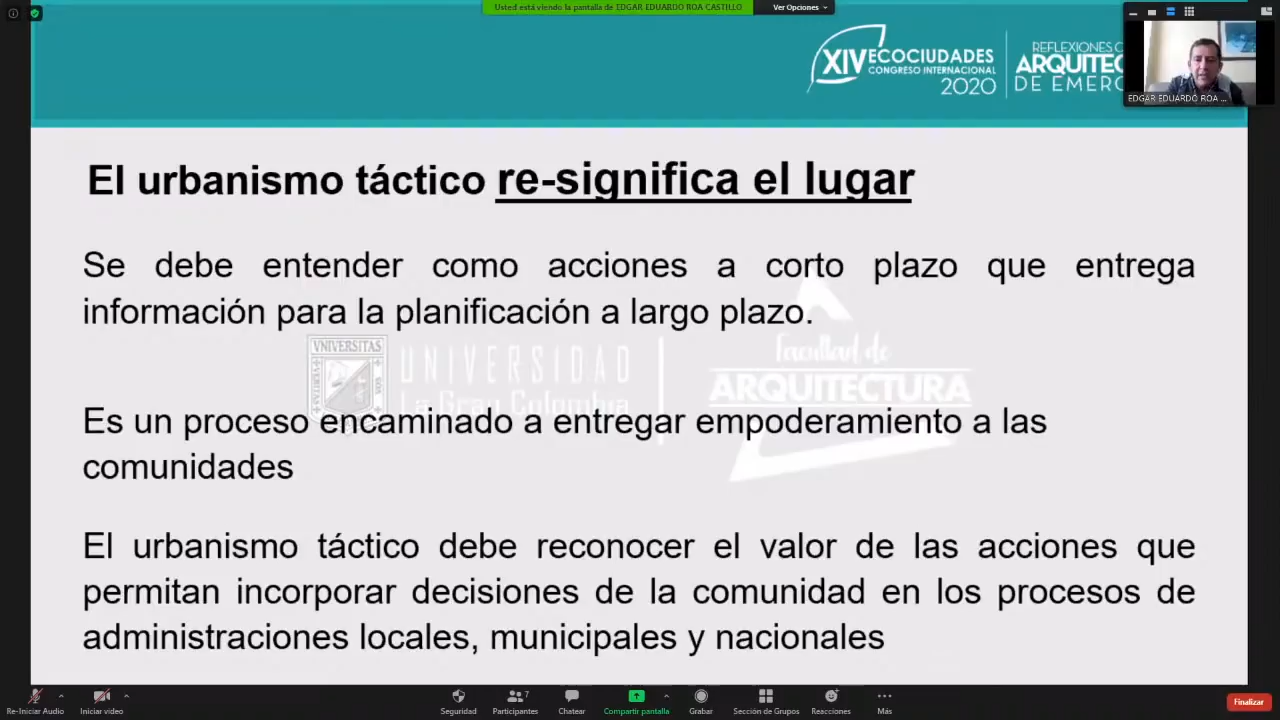 Usted está viendo la pantalla de EDGAR EDUARDO ROA CASTILLO
Ver Opciones
XIV ECOCIUDADES
CONGRESO INTERNACIONAL
2020
REFLEXIONES
ARQUITEC
DE EMERG
EDGAR EDUARDO ROA ...
El urbanismo táctico re-significa el lugar
Se debe entender como acciones a corto plazo que entrega
información para la planificación a largo plazo.
VNIVERSITAS
UNIVERSIDAD
La Gran Colombia
Facultad de
ARQUITECTURA
Es un proceso encaminado a entregar empoderamiento a las
comunidades
El urbanismo táctico debe reconocer el valor de las acciones que
permitan incorporar decisiones de la comunidad en los procesos de
administraciones locales, municipales y nacionales
Re-Iniciar Audio
Iniciar video
Seguridad
Participantes
7
Chatear
Compartir pantalla
Grabar
Sección de Grupos
Reacciones
Más
Finalizar